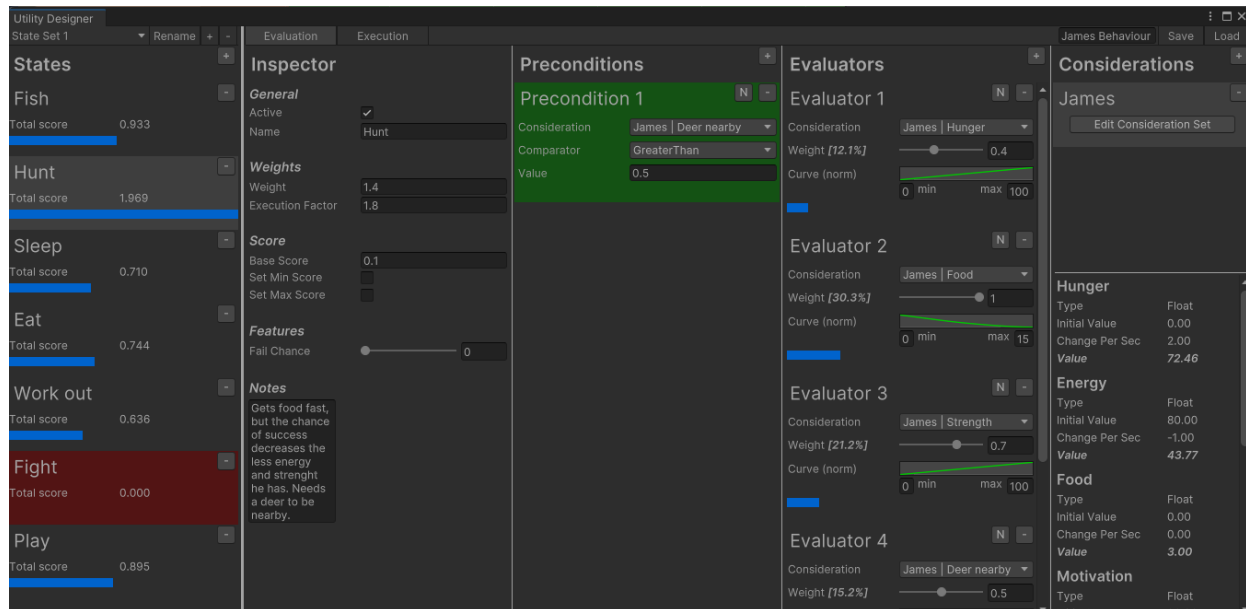 Utility Designer
State Set 1 Rename + -
Evaluation Execution
James Behaviour Save Load
States
+
Fish
-
Total score 0.933
Hunt
-
Total score 1.969
Sleep
-
Total score 0.710
Eat
-
Total score 0.744
Work out
-
Total score 0.636
Fight
-
Total score 0.000
Play
-
Total score 0.895
Inspector
General
Active
Name Hunt
Weights
Weight 1.4
Execution Factor 1.8
Score
Base Score 0.1
Set Min Score
Set Max Score
Features
Fail Chance 0
Notes
Gets food fast,
but the chance
of success
decreases the
less energy
and strenght
he has. Needs
a deer to be
nearby.
Preconditions
+
Precondition 1
N -
Consideration James | Deer nearby
Comparator GreaterThan
Value 0.5
Evaluators
+
Evaluator 1
N -
Consideration James | Hunger
Weight [12.1%] 0.4
Curve (norm)
0 min max 100
Evaluator 2
N -
Consideration James | Food
Weight [30.3%] 1
Curve (norm)
0 min max 15
Evaluator 3
N -
Consideration James | Strength
Weight [21.2%] 0.7
Curve (norm)
0 min max 100
Evaluator 4
N -
Consideration James | Deer nearby
Weight [15.2%] 0.5
Considerations
+
James
-
Edit Consideration Set
Hunger
Type Float
Initial Value 0.00
Change Per Sec 2.00
Value 72.46
Energy
Type Float
Initial Value 80.00
Change Per Sec -1.00
Value 43.77
Food
Type Float
Initial Value 0.00
Change Per Sec 0.00
Value 3.00
Motivation
Type Float